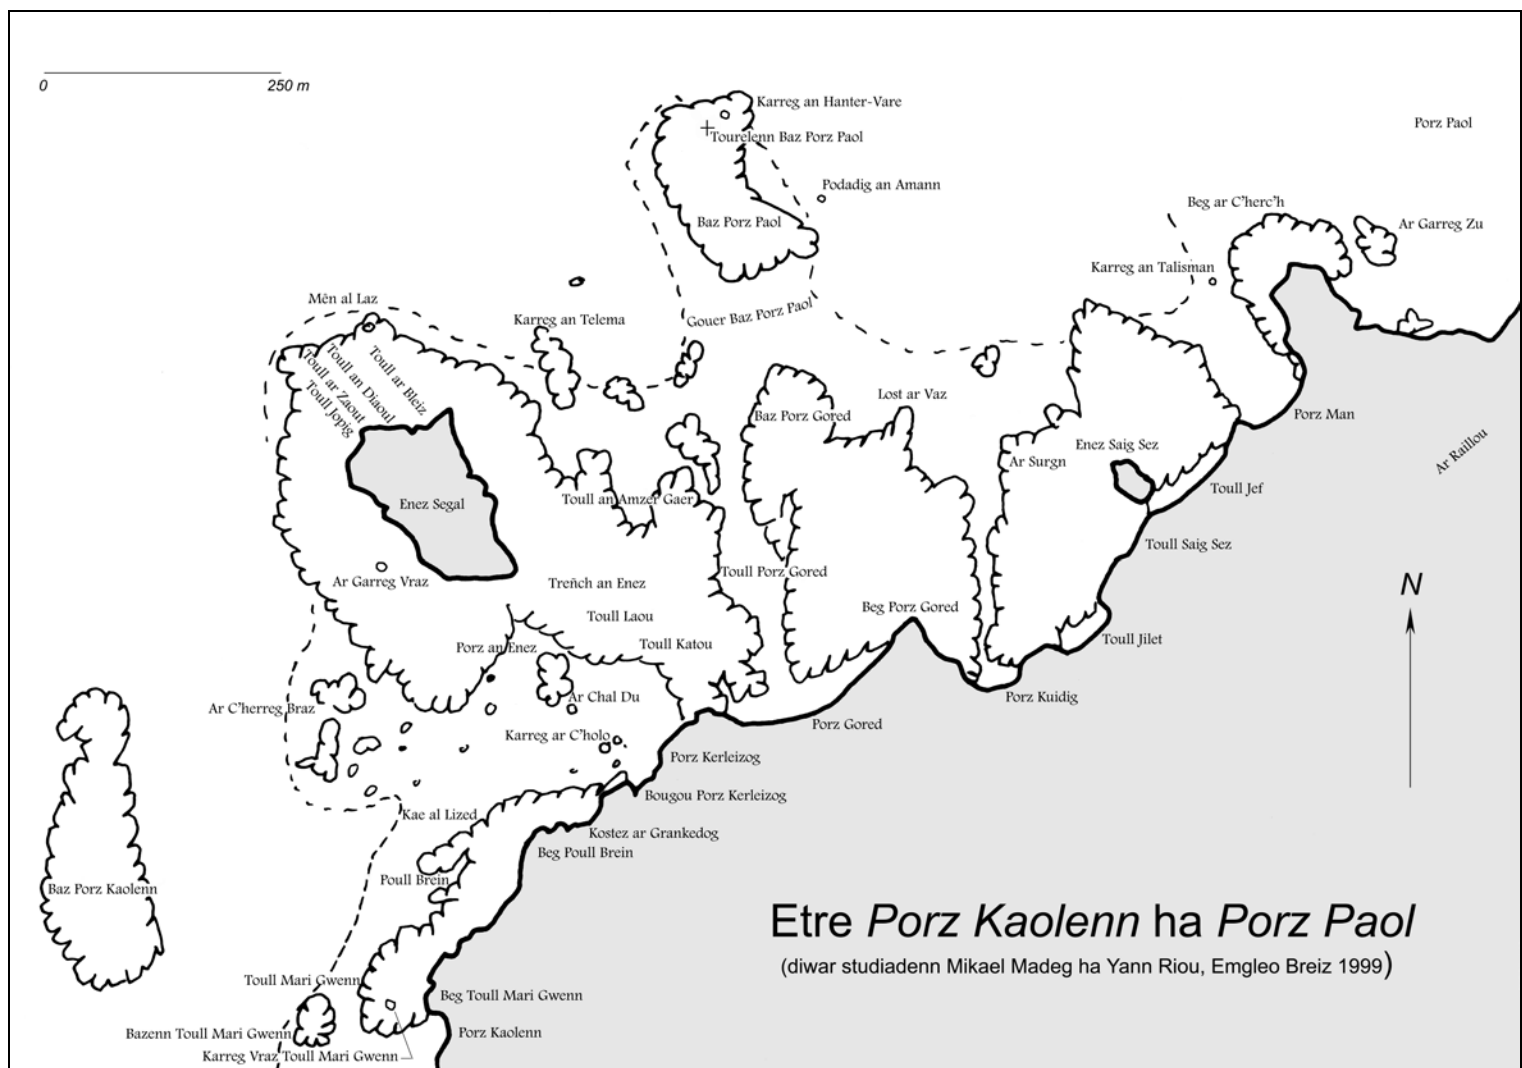 0
250 m
Karreg an Hanter-Vare
Porz Paol
Tourelenn Baz Porz Paol
Podadig an Amann
Beg ar C'herc'h
Baz Porz Paol
Ar Garreg Zu
Karreg an Talisman
Mên al Laz
Gouer Baz Porz Paol
Karreg an Telema
Toull ar Bleiz
Toull an Diaoul
Toull ar Zaout
Toull Jopig
Lost ar Vaz
Baz Porz Gored
Porz Man
Enez Saig Sez
Ar Raillou
Ar Surgn
Toull Jef
Toull an Amzer Gaer
Enez Segal
Toull Saig Sez
Toull Porz Gored
Ar Garreg Vraz
Treñch an Enez
N
Beg Porz Gored
Toull Laou
Toull Jilet
Toull Katou
Porz an Enez
Ar Chal Du
Porz Kuidig
Ar C'herreg Braz
Porz Gored
Karreg ar C'holo
Porz Kerleizog
Bougou Porz Kerleizog
Kae al Lized
Kostez ar Grankedog
Beg Poull Brein
Poull Brein
Baz Porz Kaolenn
Etre Porz Kaolenn ha Porz Paol
(diwar studiadenn Mikael Madeg ha Yann Riou, Emgleo Breiz 1999)
Toull Mari Gwenn
Beg Toull Mari Gwenn
Bazenn Toull Mari Gwenn
Porz Kaolenn
Karreg Vraz Toull Mari Gwenn